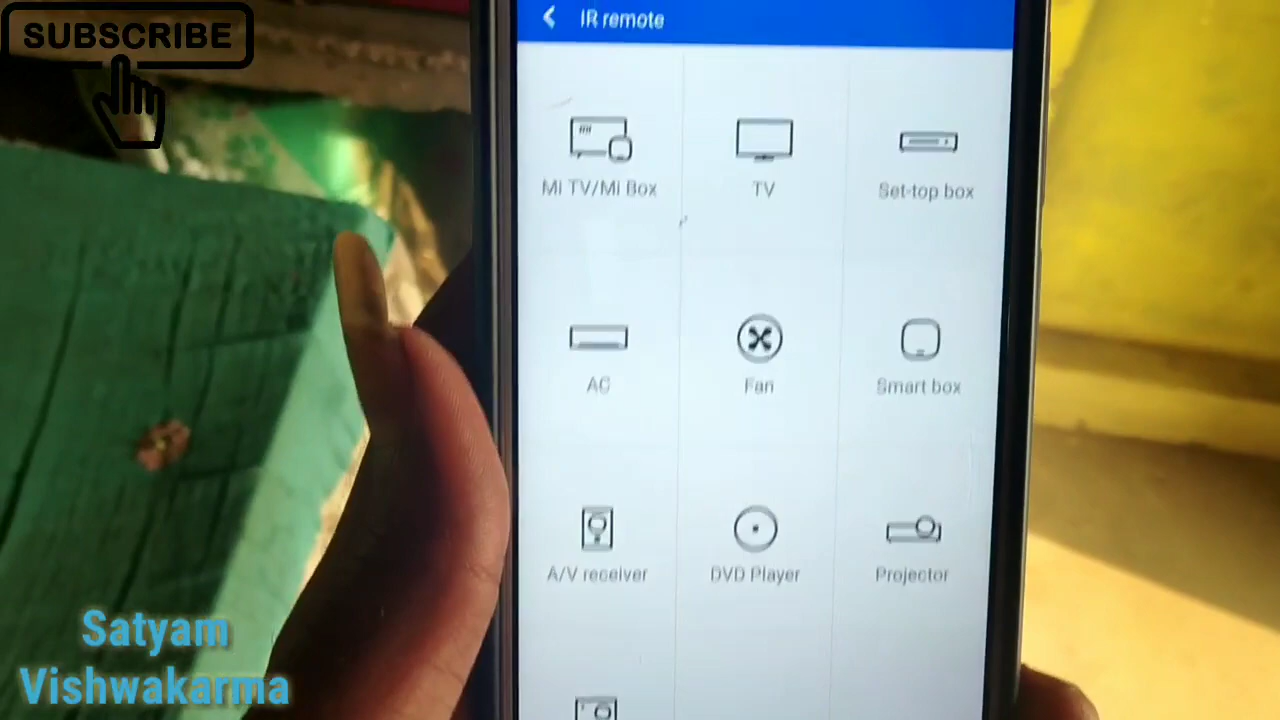 SUBSCRIBE
IR remote
Mi TV/Mi Box
TV
Set-top box
AC
Fan
Smart box
A/V receiver
DVD Player
Projector
Satyam
Vishwakarma